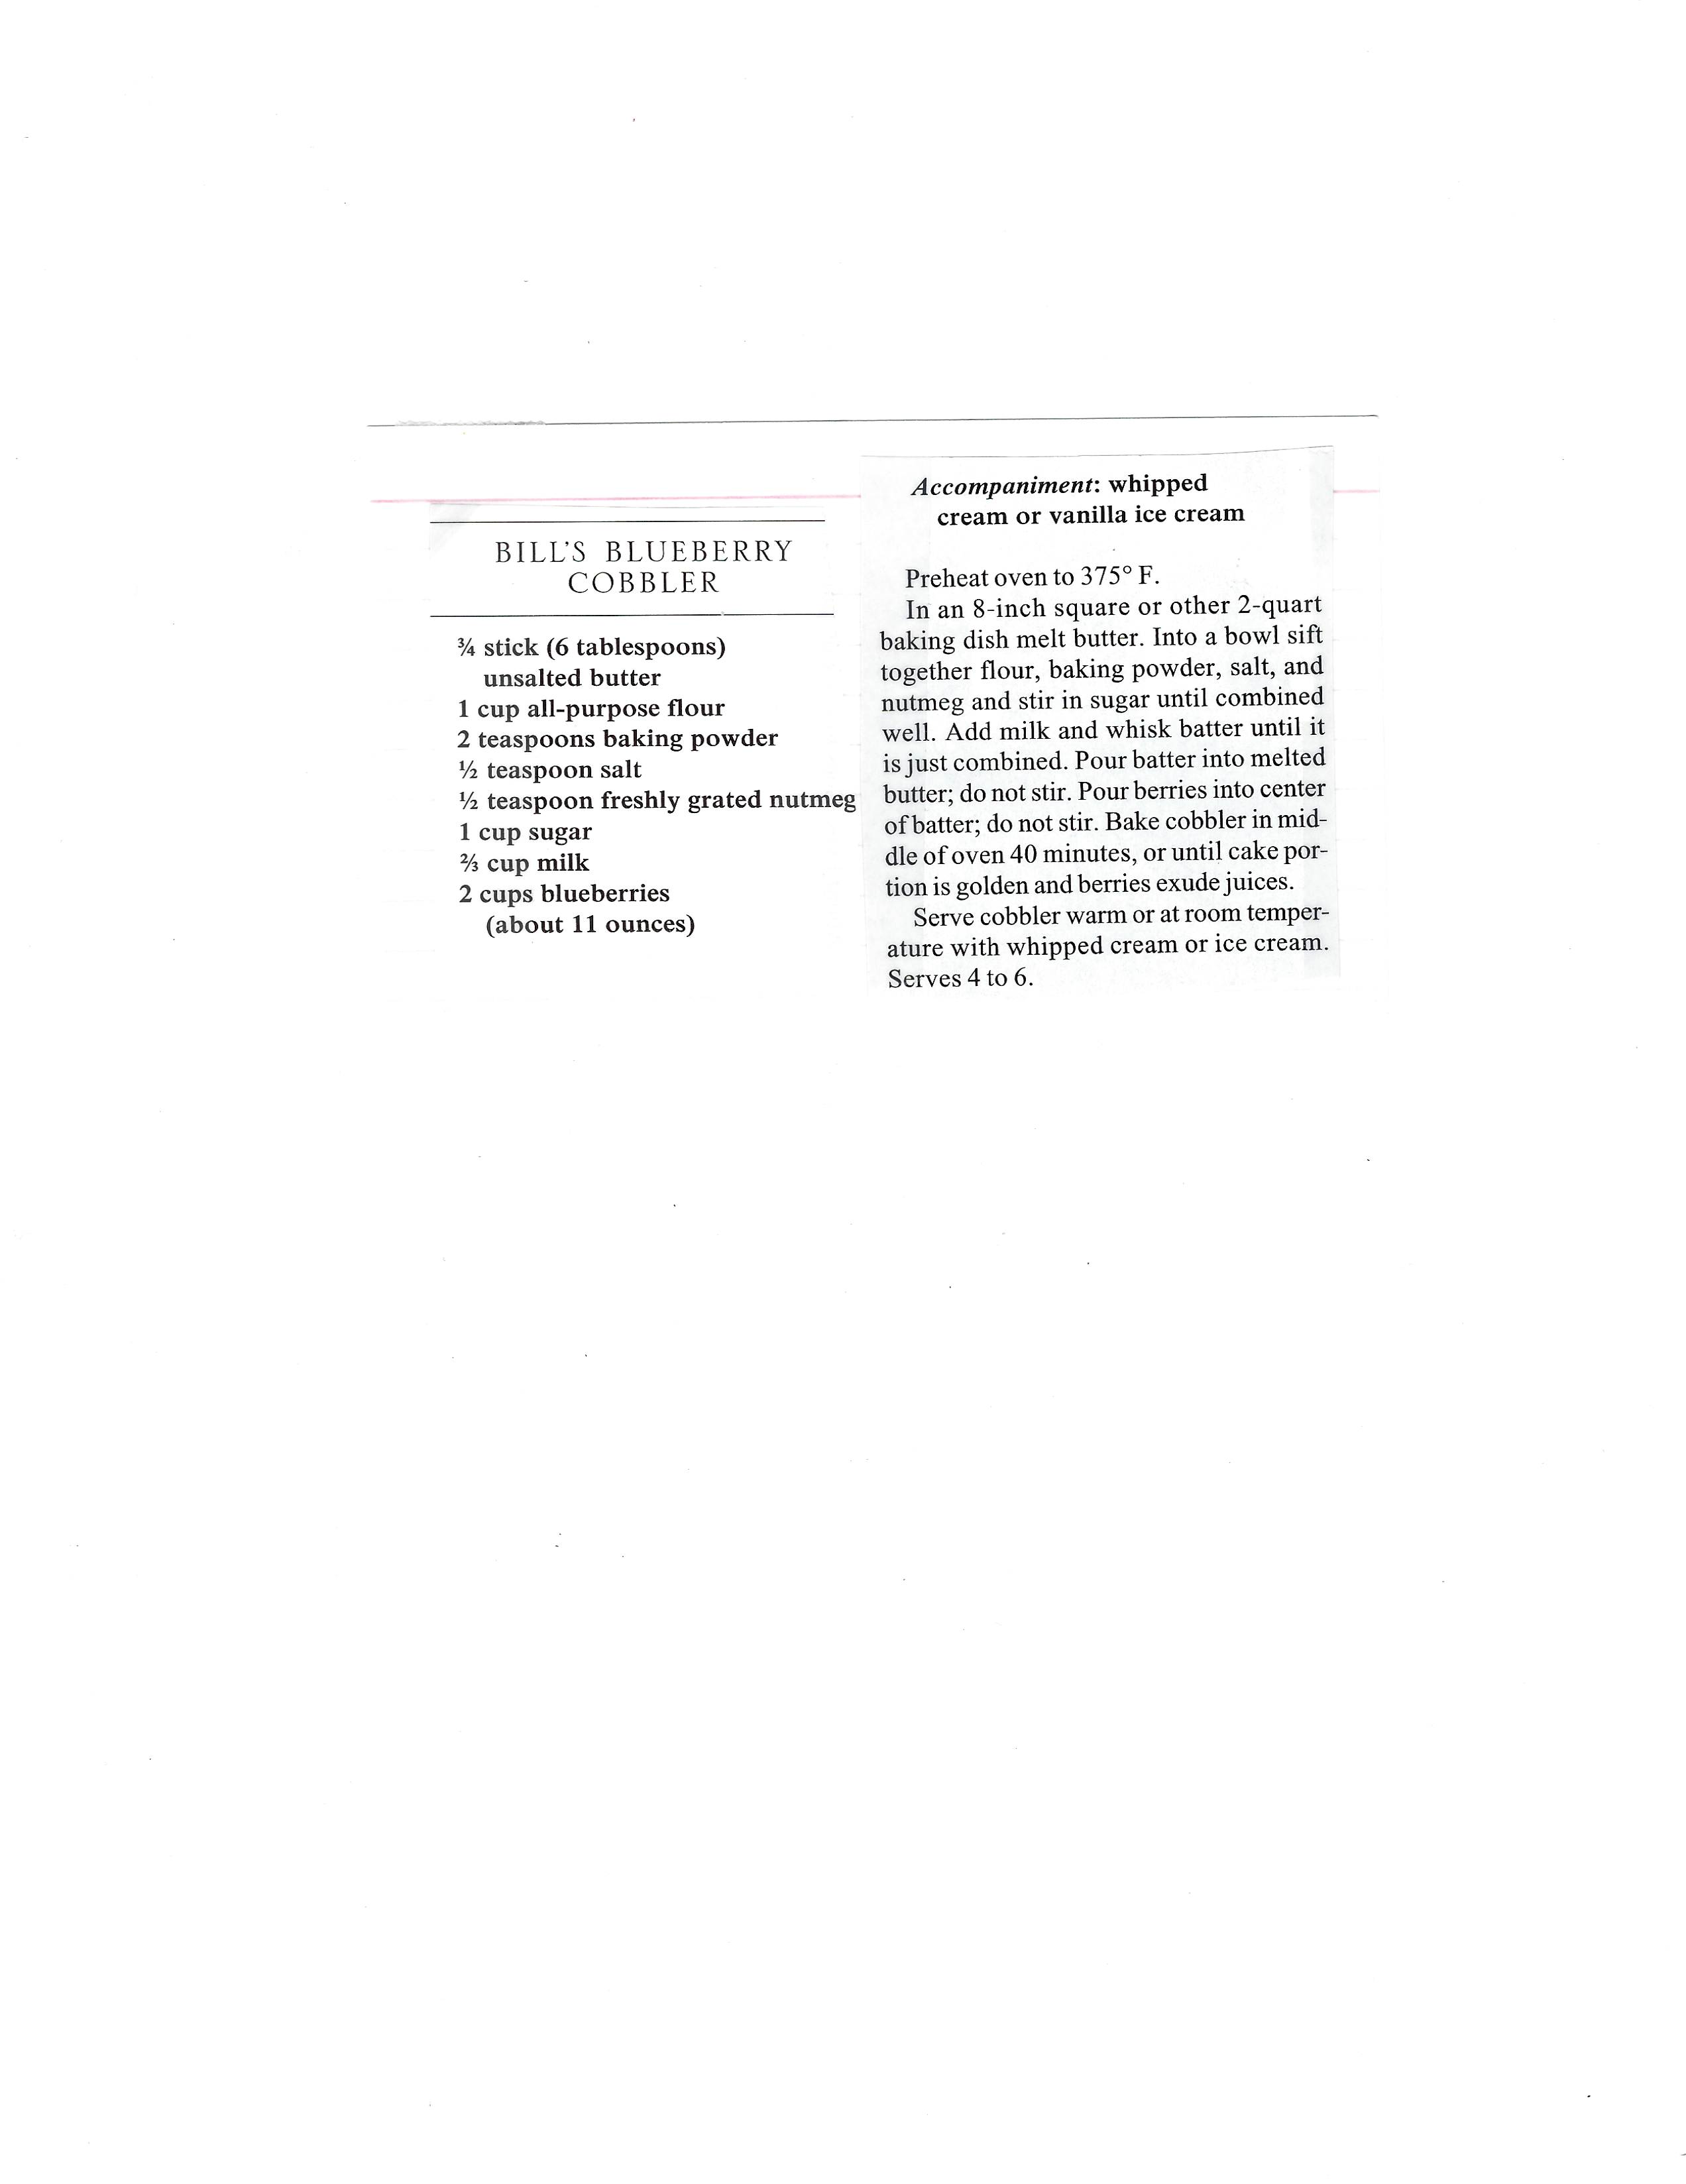 BILL'S BLUEBERRY
COBBLER
¾ stick (6 tablespoons)
unsalted butter
1 cup all-purpose flour
2 teaspoons baking powder
½ teaspoon salt
½ teaspoon freshly grated nutmeg
1 cup sugar
⅔ cup milk
2 cups blueberries
(about 11 ounces)
Accompaniment: whipped
cream or vanilla ice cream
Preheat oven to 375° F.
In an 8-inch square or other 2-quart
baking dish melt butter. Into a bowl sift
together flour, baking powder, salt, and
nutmeg and stir in sugar until combined
well. Add milk and whisk batter until it
is just combined. Pour batter into melted
butter; do not stir. Pour berries into center
of batter; do not stir. Bake cobbler in mid-
dle of oven 40 minutes, or until cake por-
tion is golden and berries exude juices.
Serve cobbler warm or at room temper-
ature with whipped cream or ice cream.
Serves 4 to 6.